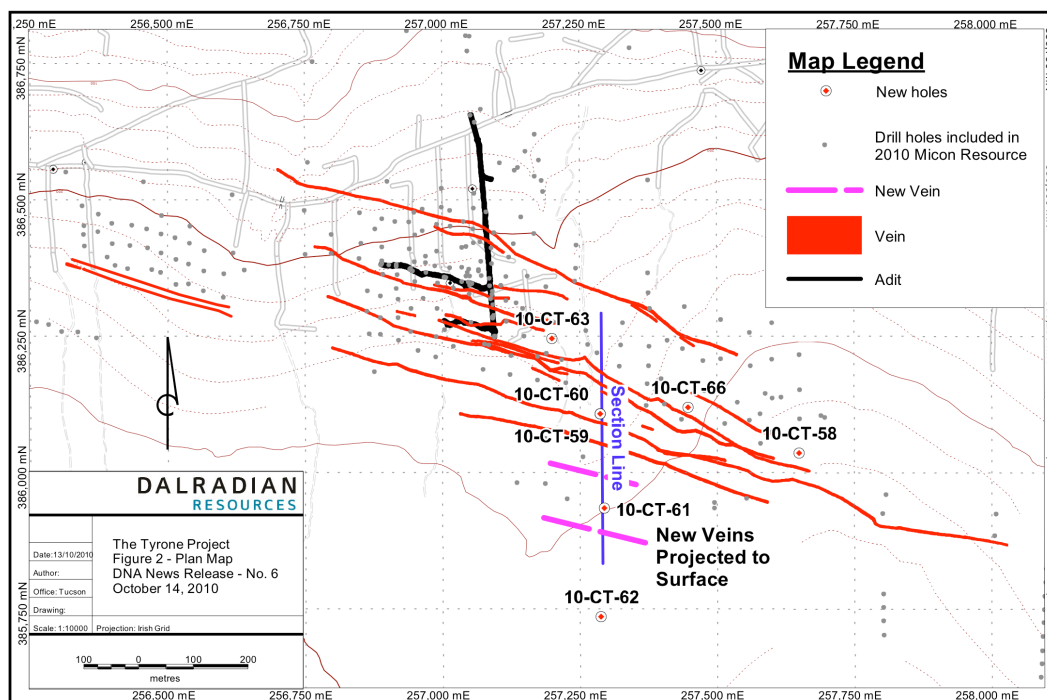 ,250 mE 256,500 mE 256,750 mE 257,000 mE 257,250 mE 257,500 mE 257,750 mE 258,000 mE
386,750 mN
386,500 mN
386,250 mN
386,000 mN
385,750 mN
Map Legend
New holes
Drill holes included in
2010 Micon Resource
New Vein
Vein
Adit
10-CT-63
10-CT-60
10-CT-66
10-CT-59
10-CT-58
Section Line
10-CT-61
New Veins
Projected to
Surface
10-CT-62
DALRADIAN
RESOURCES
The Tyrone Project
Figure 2 - Plan Map
DNA News Release - No. 6
October 14, 2010
Date:13/10/2010
Author:
Office: Tucson
Drawing:
Scale: 1:10000 Projection: Irish Grid
100 0 100 200
metres
256,500 mE 256,750 mE 257,000 mE 257,250 mE 257,500 mE 257,750 mE 258,000 mE